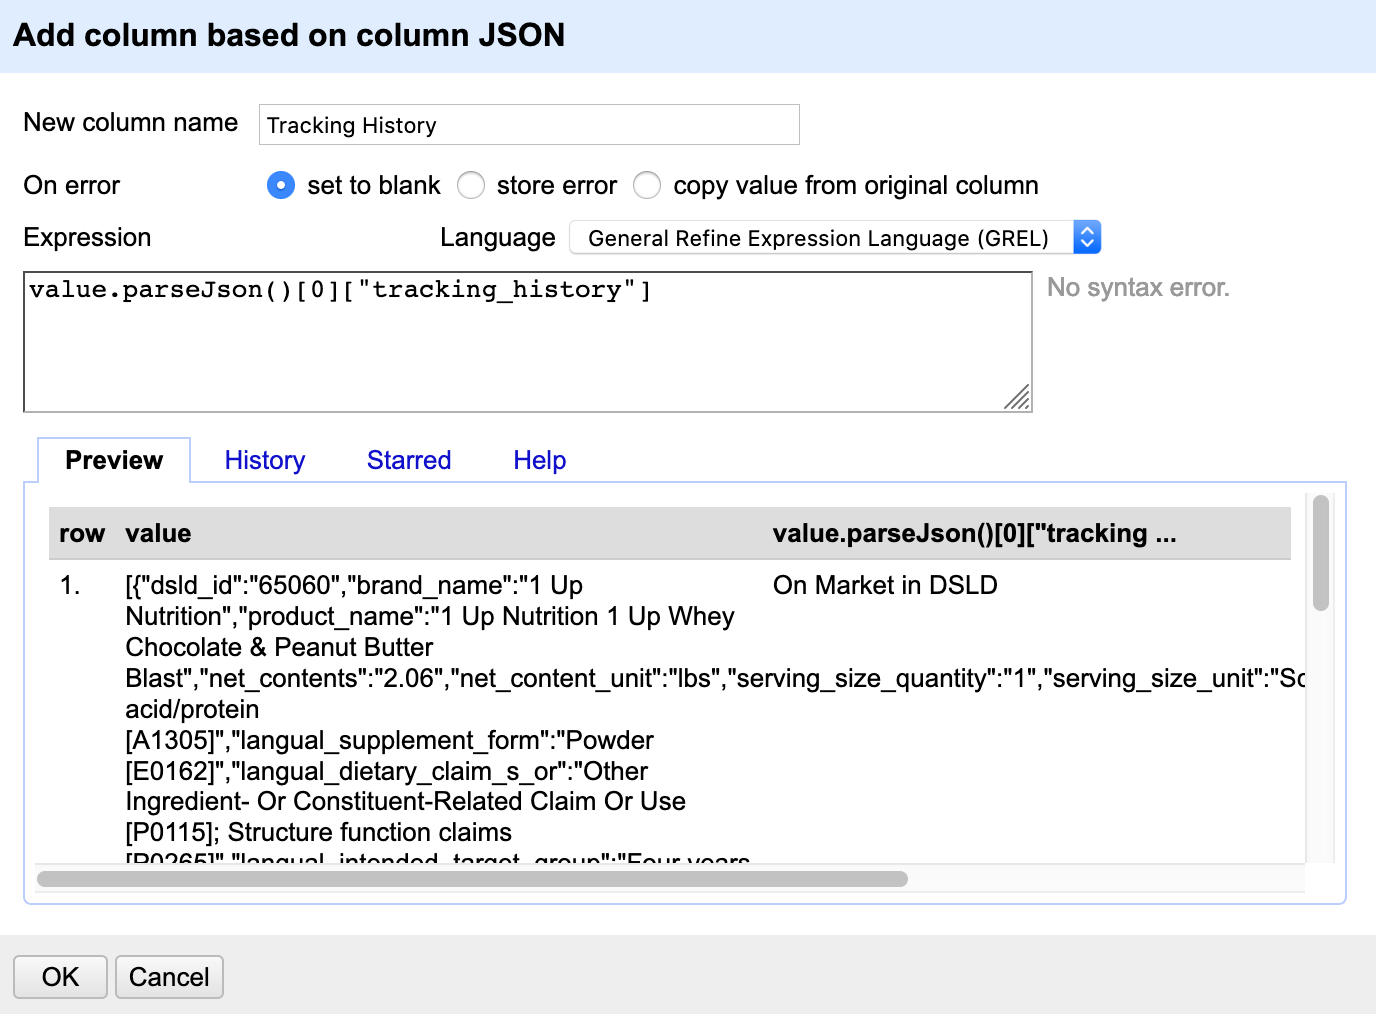 Add column based on column JSON
New column name Tracking History
On error set to blank store error copy value from original column
Expression Language General Refine Expression Language (GREL)
value.parseJson()[0]["tracking_history"] No syntax error.
Preview History Starred Help
row value value.parseJson()[0]["tracking ...
1. [{"dsld_id":"65060","brand_name":"1 Up On Market in DSLD
Nutrition","product_name":"1 Up Nutrition 1 Up Whey
Chocolate & Peanut Butter
Blast","net_contents":"2.06","net_content_unit":"lbs","serving_size_quantity":"1","serving_size_unit":"Sc
acid/protein
[A1305]","langual_supplement_form":"Powder
[E0162]","langual_dietary_claim_s_or":"Other
Ingredient- Or Constituent-Related Claim Or Use
[P0115]; Structure function claims
[P0265]","langual_intended_target_group":"Four years
OK Cancel